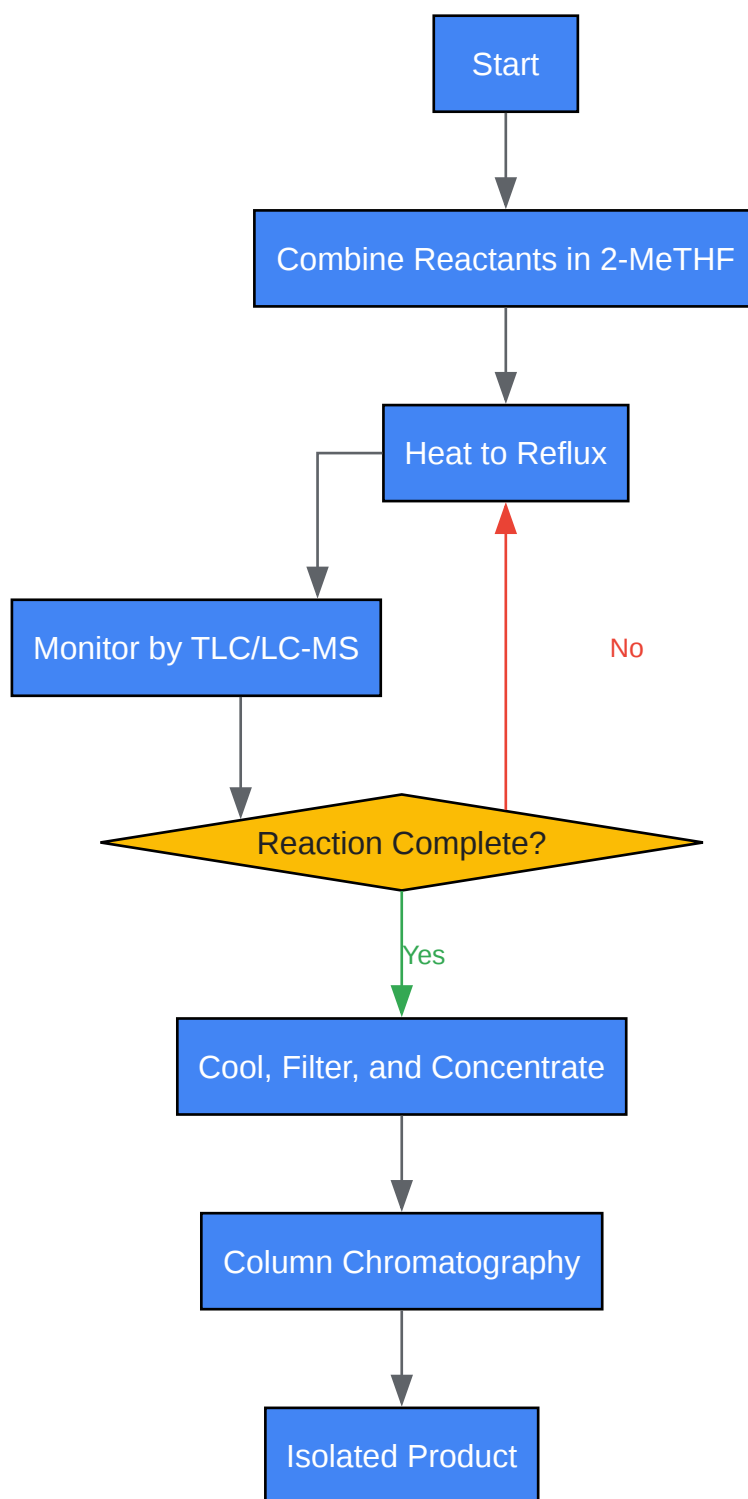 Start
Combine Reactants in 2-MeTHF
Heat to Reflux
Monitor by TLC/LC-MS
No
Reaction Complete?
Yes
Cool, Filter, and Concentrate
Column Chromatography
Isolated Product